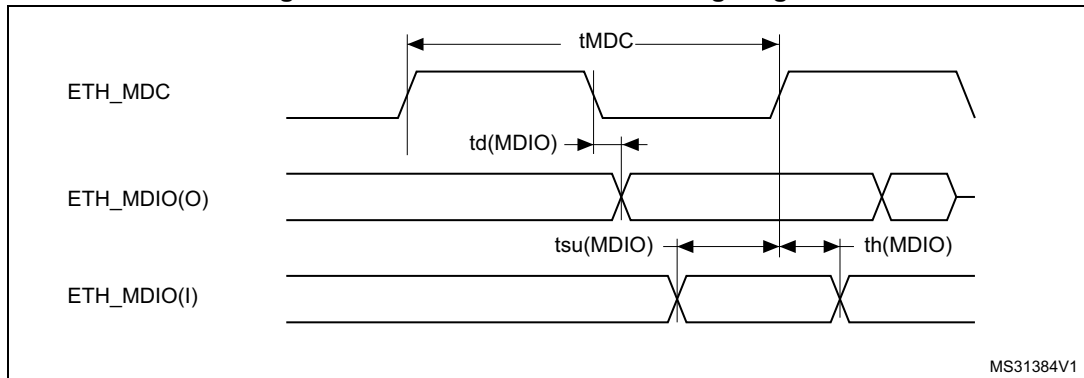 tMDC
ETH_MDC
td(MDIO)
ETH_MDIO(O)
tsu(MDIO) th(MDIO)
ETH_MDIO(I)
MS31384V1